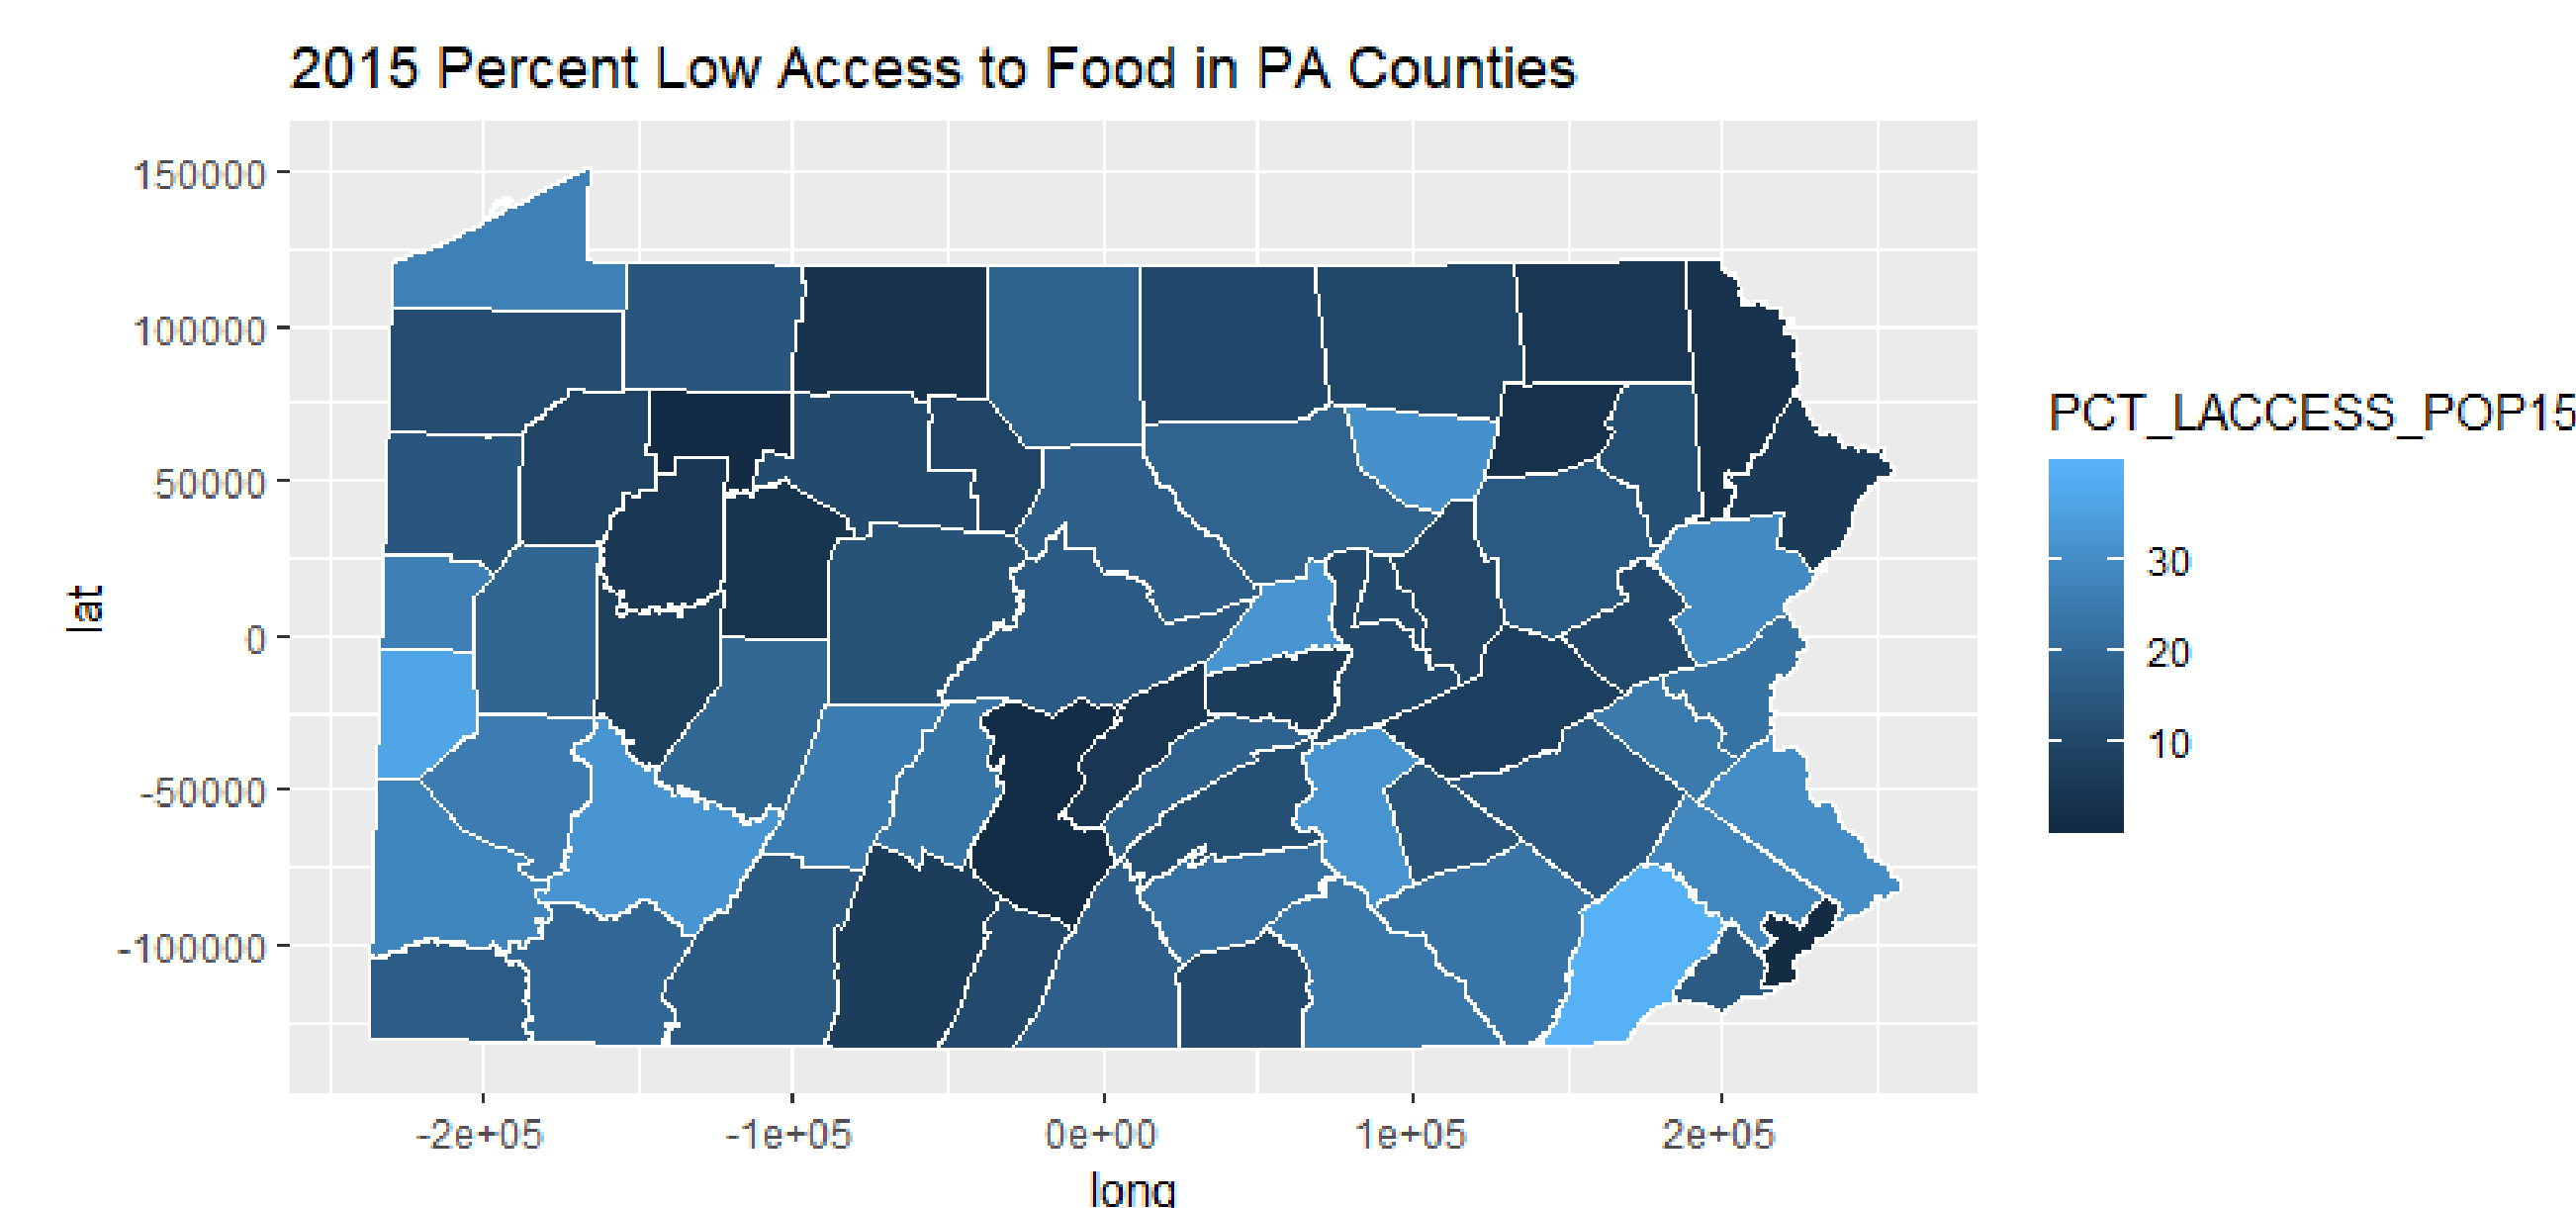 2015 Percent Low Access to Food in PA Counties
150000
100000
50000
0
-50000
-100000
lat
-2e+05
-1e+05
0e+00
1e+05
2e+05
long
PCT_LACCESS_POP15
30
20
10